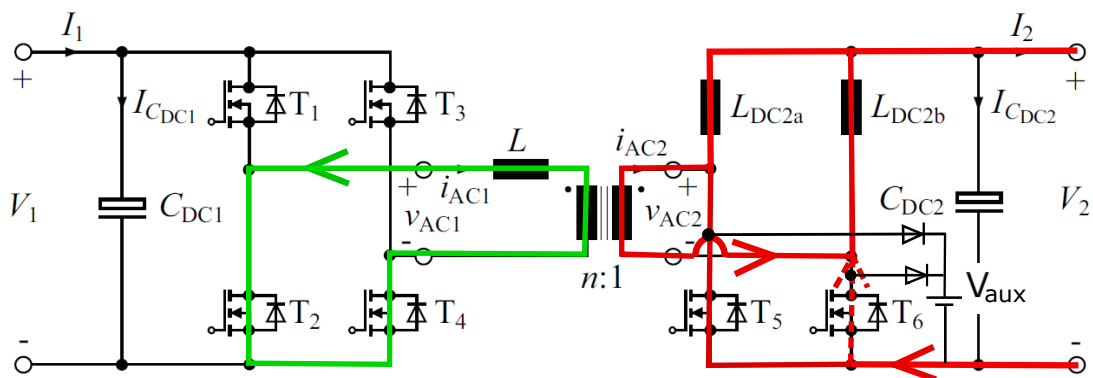 I1
I2
+
+
ICDC1
T1
T3
LDC2a
LDC2b
ICDC2
L
iAC1
iAC2
+
+
V1
CDC1
vAC1
vAC2
CDC2
V2
-
-
n:1
T2
T4
T5
T6
Vaux
-
-